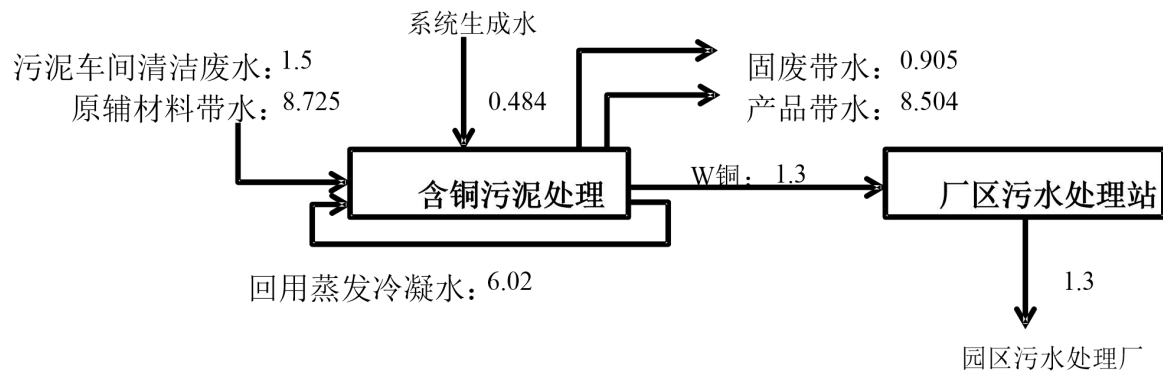 系统生成水
污泥车间清洁废水：1.5
原辅材料带水：8.725
0.484
固废带水：0.905
产品带水：8.504
含铜污泥处理
W铜： 1.3
厂区污水处理站
回用蒸发冷凝水：6.02
1.3
园区污水处理厂